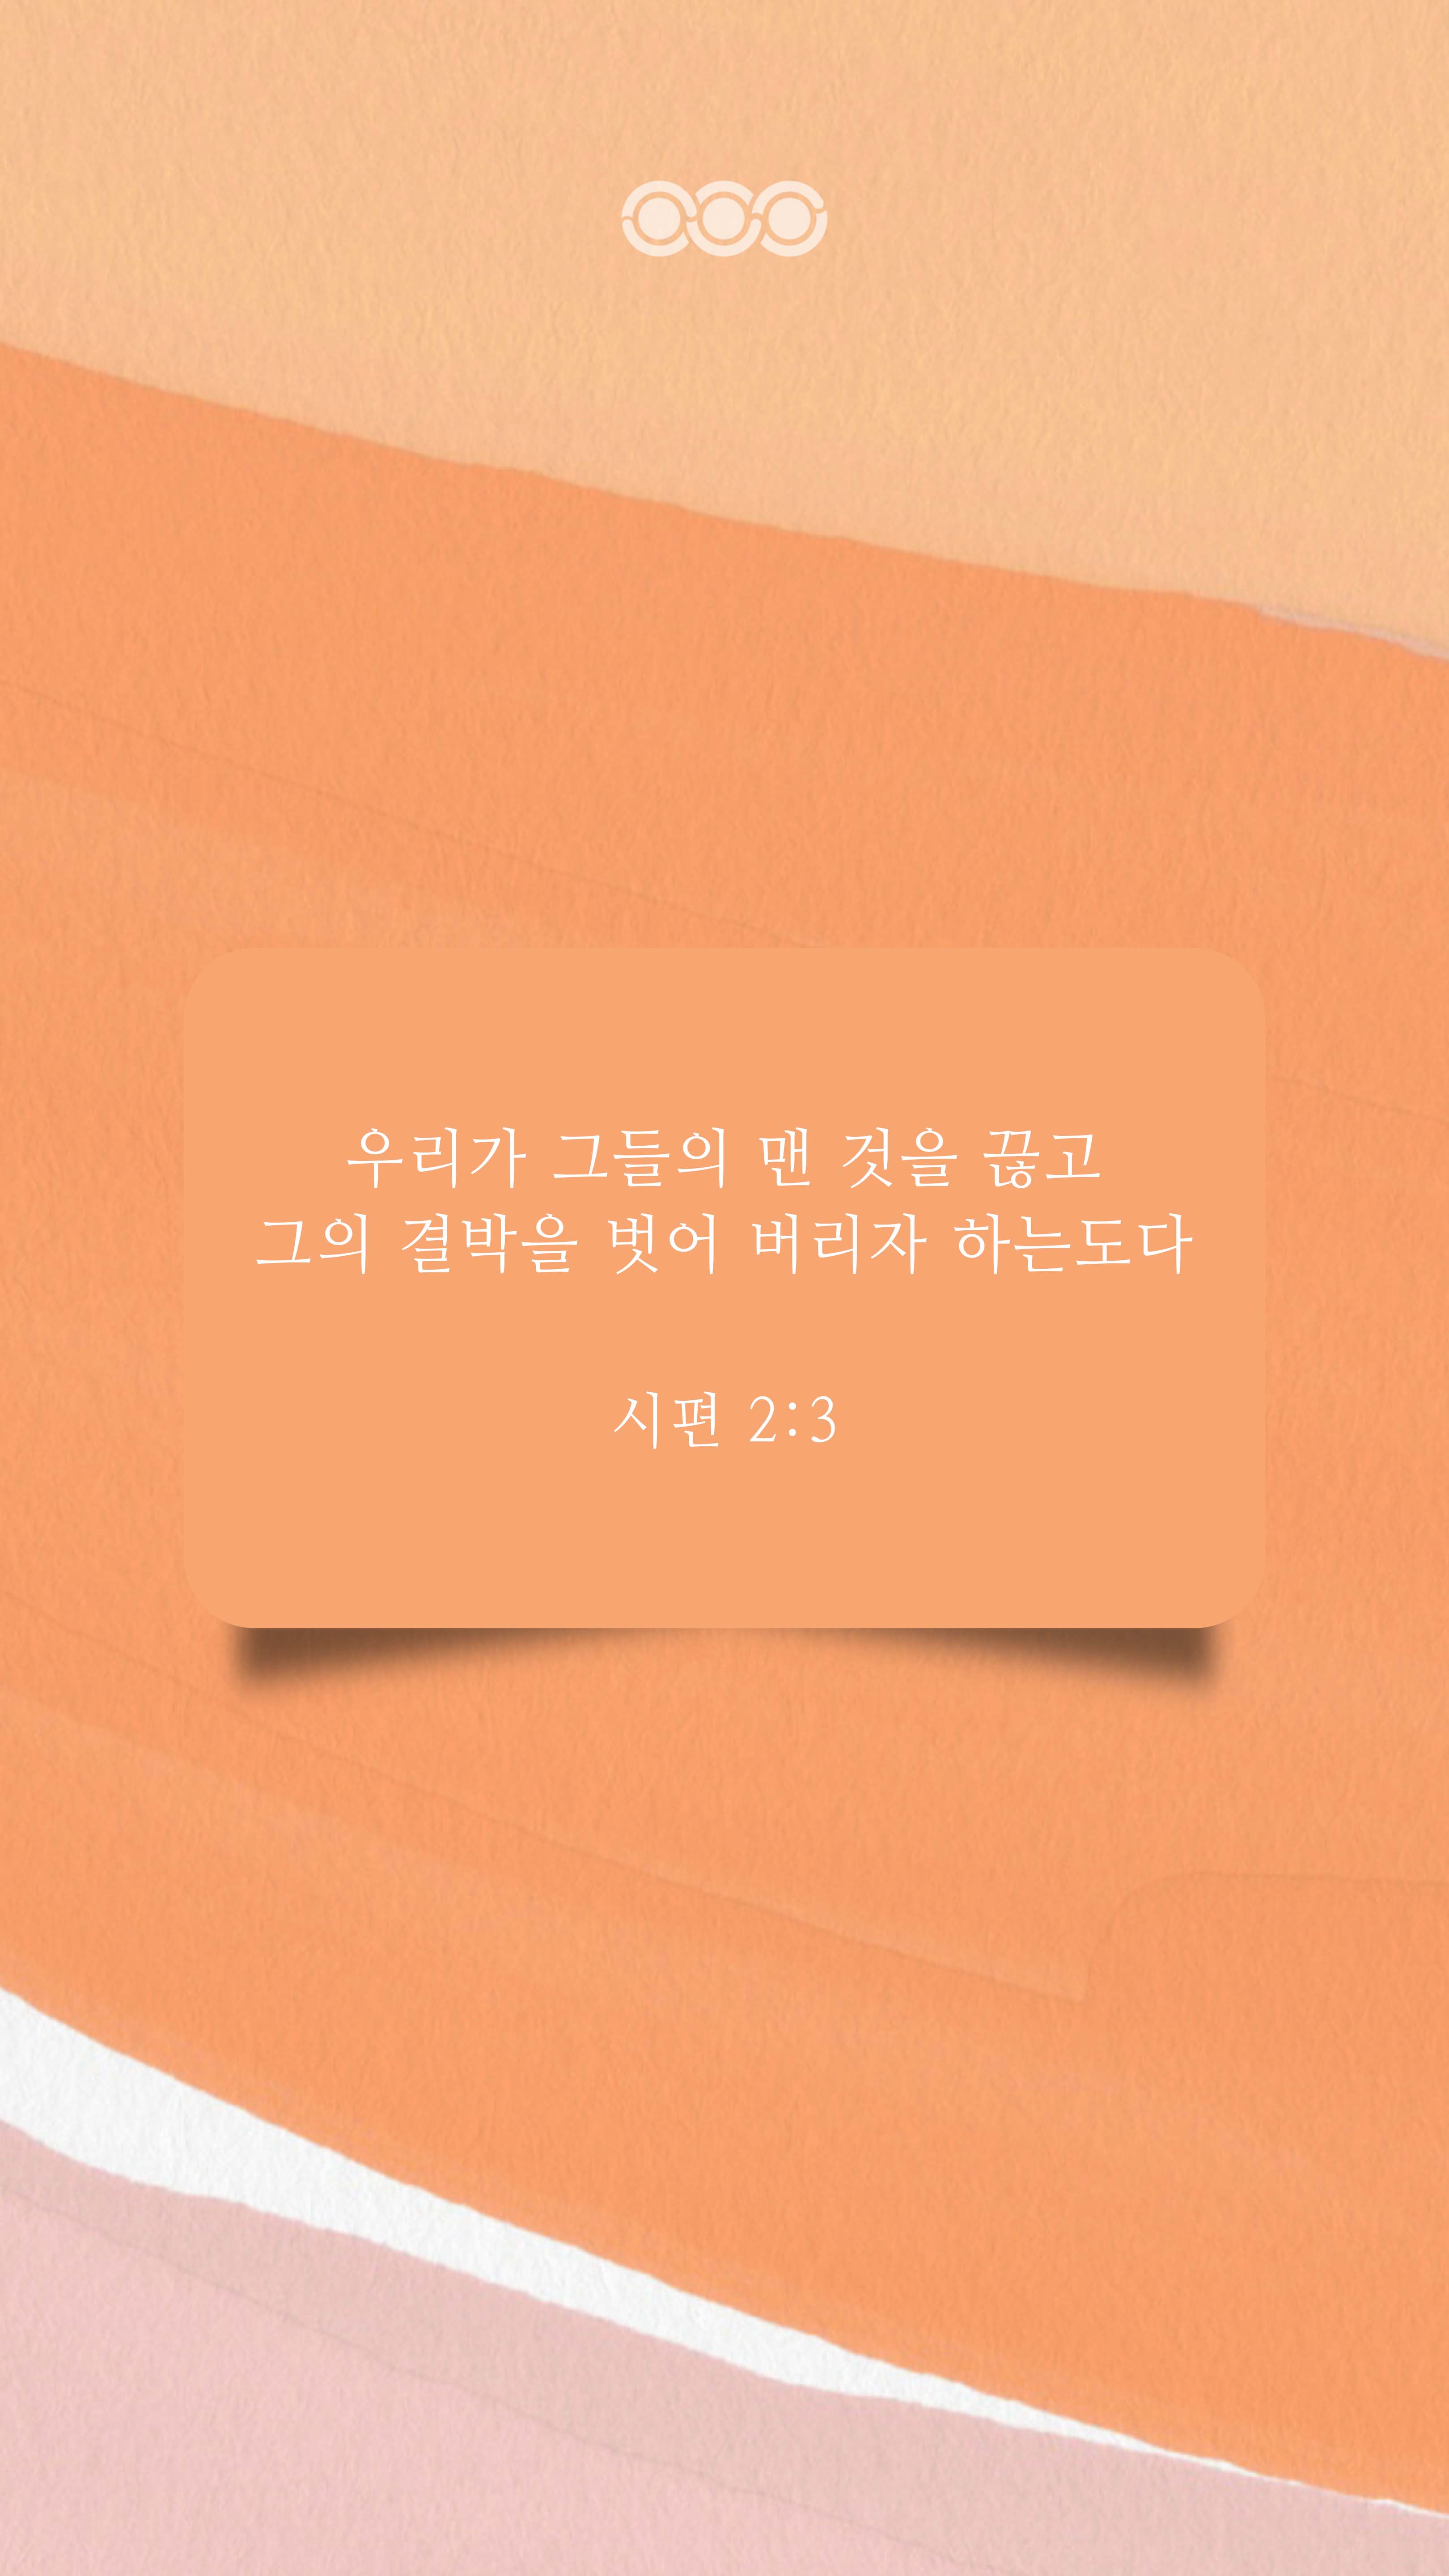 우리가 그들의 맨 것을 끊고
그의 결박을 벗어 버리자 하는도다
시편 2:3